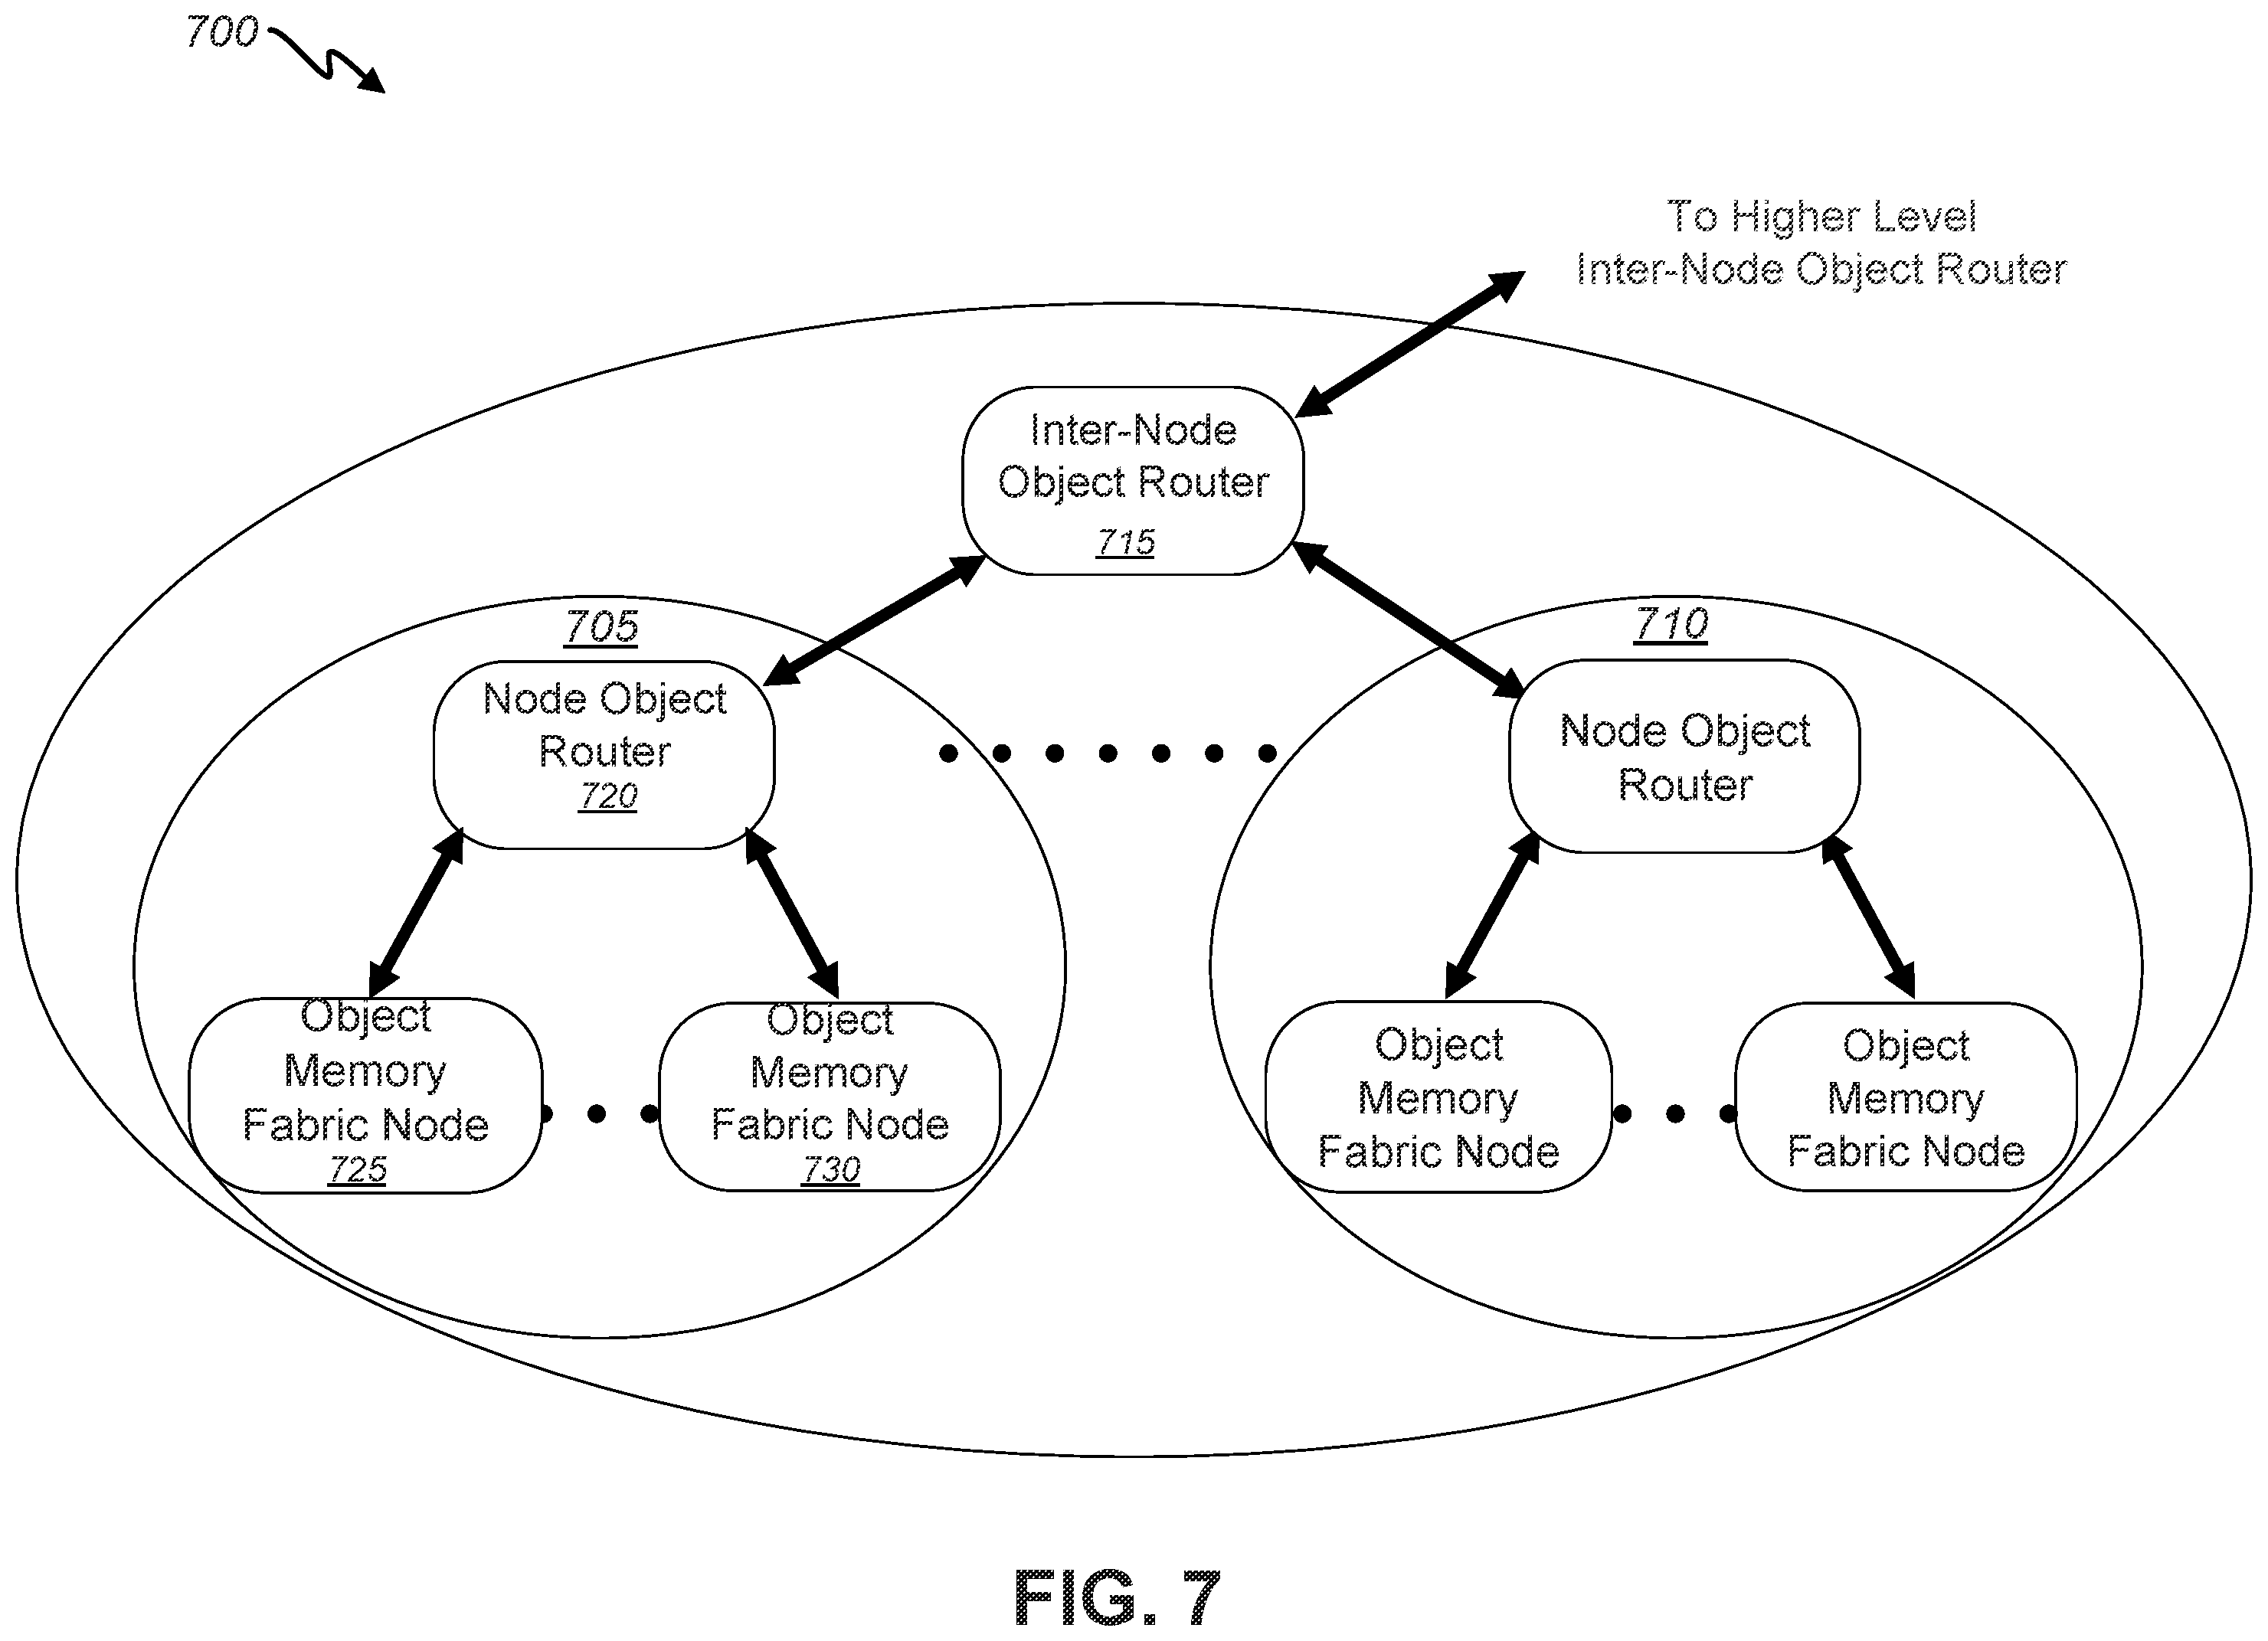 700
To Higher Level
Inter-Node Object Router
Inter-Node
Object Router
715
705
Node Object
Router
720
710
Node Object
Router
Object
Memory
Fabric Node
725
Object
Memory
Fabric Node
730
Object
Memory
Fabric Node
Object
Memory
Fabric Node
FIG. 7